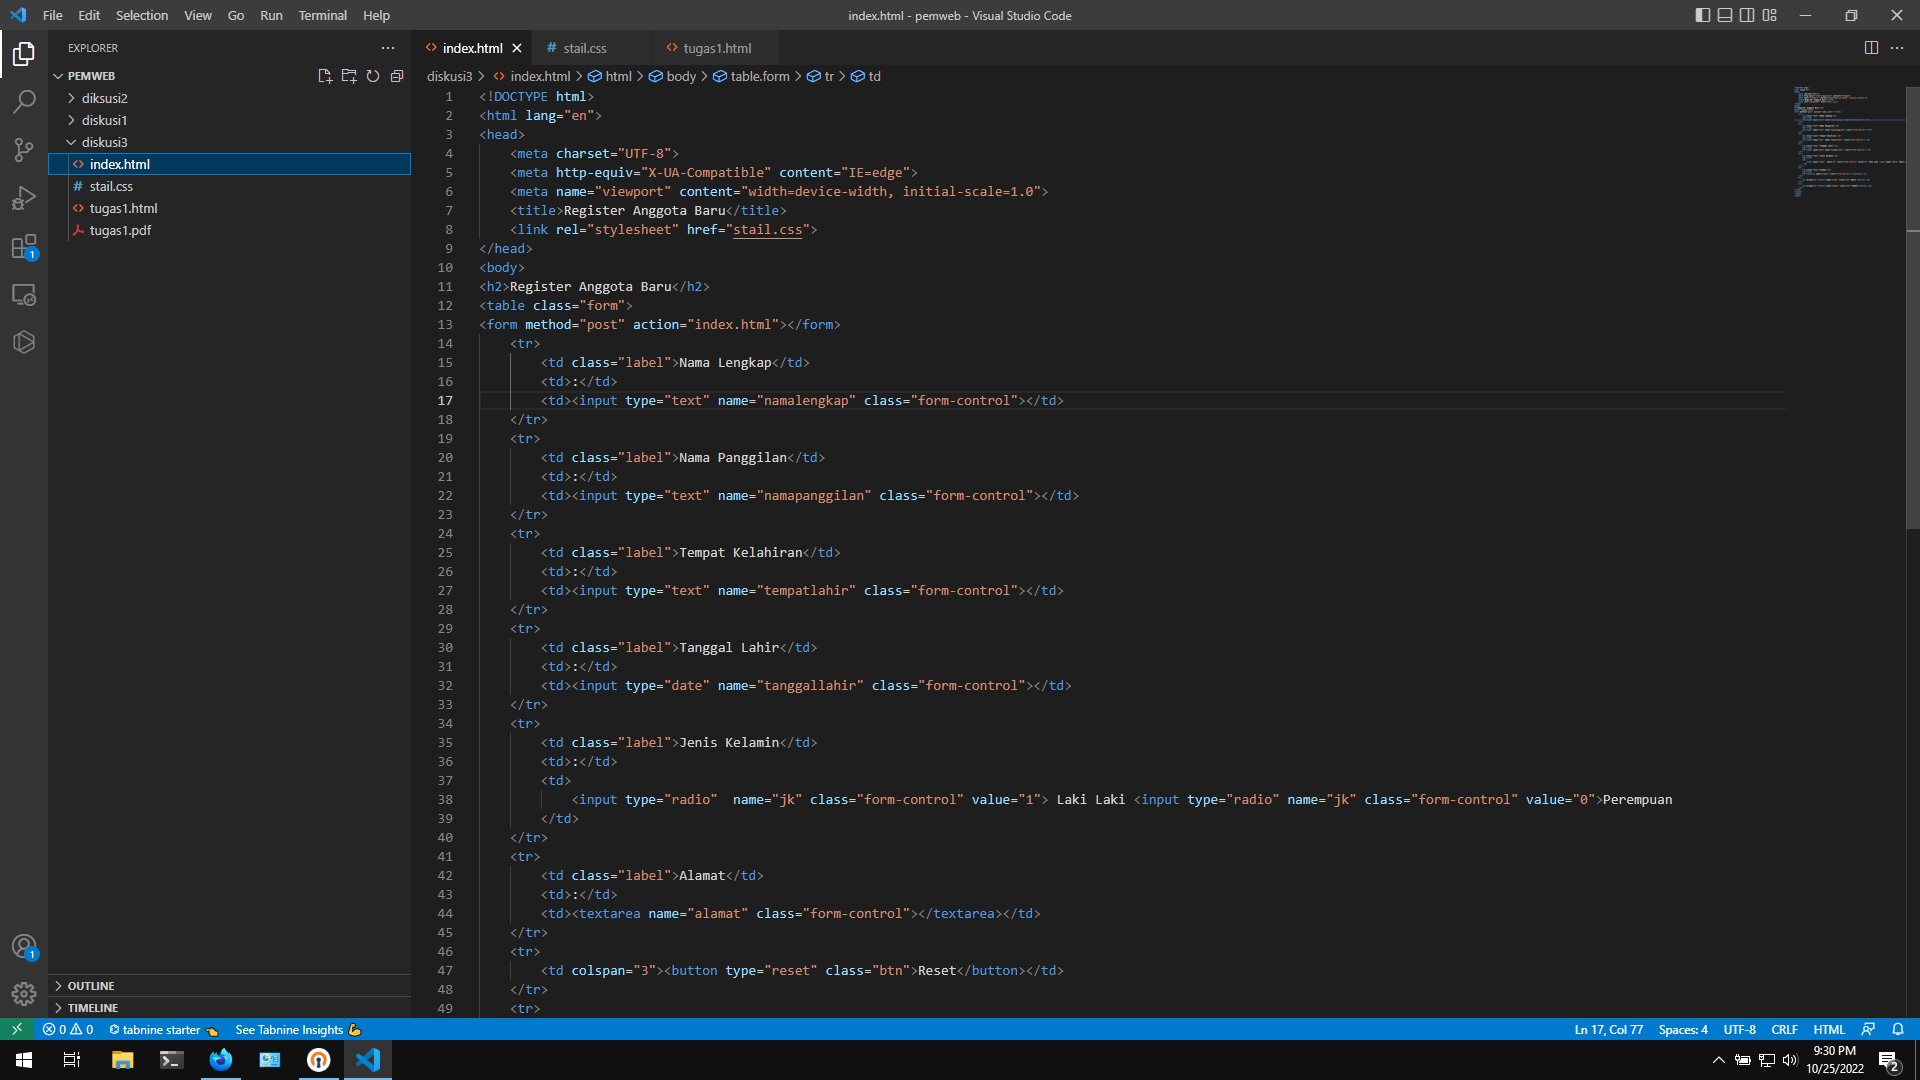 File Edit Selection View Go Run Terminal Help
index.html - pemweb - Visual Studio Code
EXPLORER
PEMWEB
diksusi2
diskusi1
diskusi3
index.html
stail.css
tugas1.html
tugas1.pdf
OUTLINE
TIMELINE
index.html stail.css tugas1.html
diskusi3 > index.html > html > body > table.form > tr > td
1 <!DOCTYPE html>
2 <html lang="en">
3 <head>
4 <meta charset="UTF-8">
5 <meta http-equiv="X-UA-Compatible" content="IE=edge">
6 <meta name="viewport" content="width=device-width, initial-scale=1.0">
7 <title>Register Anggota Baru</title>
8 <link rel="stylesheet" href="stail.css">
9 </head>
10 <body>
11 <h2>Register Anggota Baru</h2>
12 <table class="form">
13 <form method="post" action="index.html"></form>
14 <tr>
15 <td class="label">Nama Lengkap</td>
16 <td>:</td>
17 <td><input type="text" name="namalengkap" class="form-control"></td>
18 </tr>
19 <tr>
20 <td class="label">Nama Panggilan</td>
21 <td>:</td>
22 <td><input type="text" name="namapanggilan" class="form-control"></td>
23 </tr>
24 <tr>
25 <td class="label">Tempat Kelahiran</td>
26 <td>:</td>
27 <td><input type="text" name="tempatlahir" class="form-control"></td>
28 </tr>
29 <tr>
30 <td class="label">Tanggal Lahir</td>
31 <td>:</td>
32 <td><input type="date" name="tanggallahir" class="form-control"></td>
33 </tr>
34 <tr>
35 <td class="label">Jenis Kelamin</td>
36 <td>:</td>
37 <td>
38 <input type="radio"  name="jk" class="form-control" value="1"> Laki Laki <input type="radio" name="jk" class="form-control" value="0">Perempuan
39 </td>
40 </tr>
41 <tr>
42 <td class="label">Alamat</td>
43 <td>:</td>
44 <td><textarea name="alamat" class="form-control"></textarea></td>
45 </tr>
46 <tr>
47 <td colspan="3"><button type="reset" class="btn">Reset</button></td>
48 </tr>
49 <tr>
1
1
0 0 tabnine starter See Tabnine Insights
Ln 17, Col 77 Spaces: 4 UTF-8 CRLF HTML
9:30 PM
10/25/2022
2